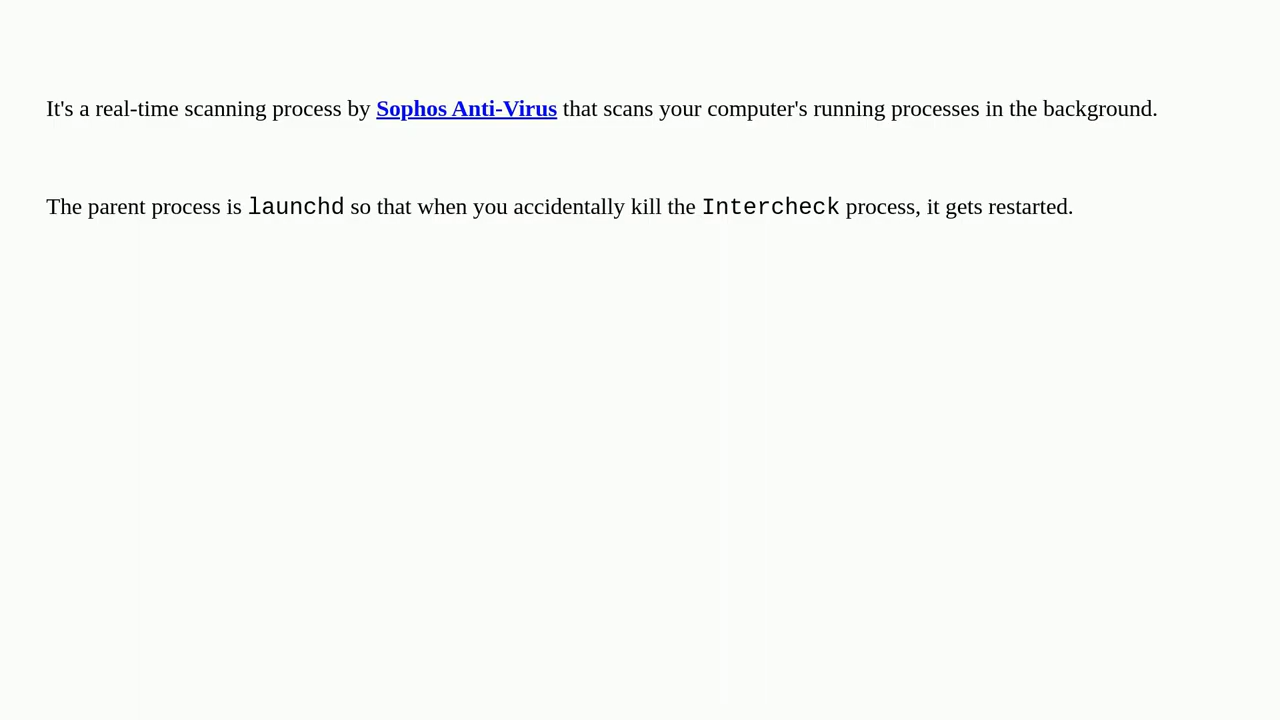 It's a real-time scanning process by Sophos Anti-Virus that scans your computer's running processes in the background.
The parent process is launchd so that when you accidentally kill the Intercheck process, it gets restarted.